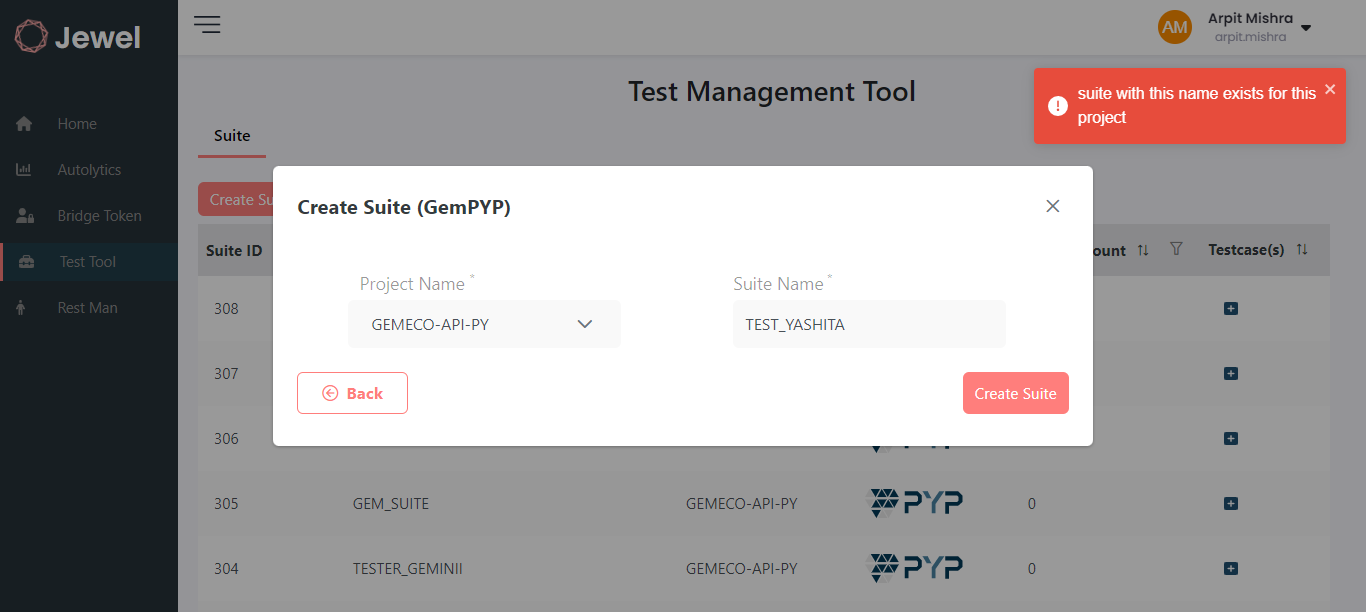 Jewel
AM
Arpit Mishra
arpit.mishra
Home
Autolytics
Bridge Token
Test Tool
Rest Man
Test Management Tool
suite with this name exists for this
project
Suite
Create Su
Create Suite (GemPYP)
Project Name *
Suite Name *
GEMECO-API-PY
TEST_YASHITA
Back
Create Suite
Suite ID
ount
Testcase(s)
308
307
306
305 GEM_SUITE GEMECO-API-PY PYP 0
304 TESTER_GEMINII GEMECO-API-PY PYP 0